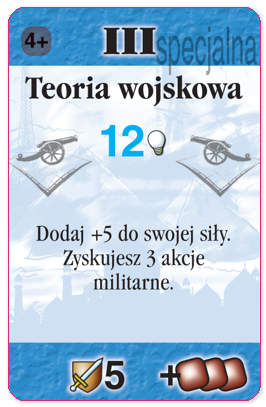 4+
III
specjalna
Teoria wojskowa
12
Dodaj +5 do swojej siły.
Zyskujesz 3 akcje
militarne.
5 +